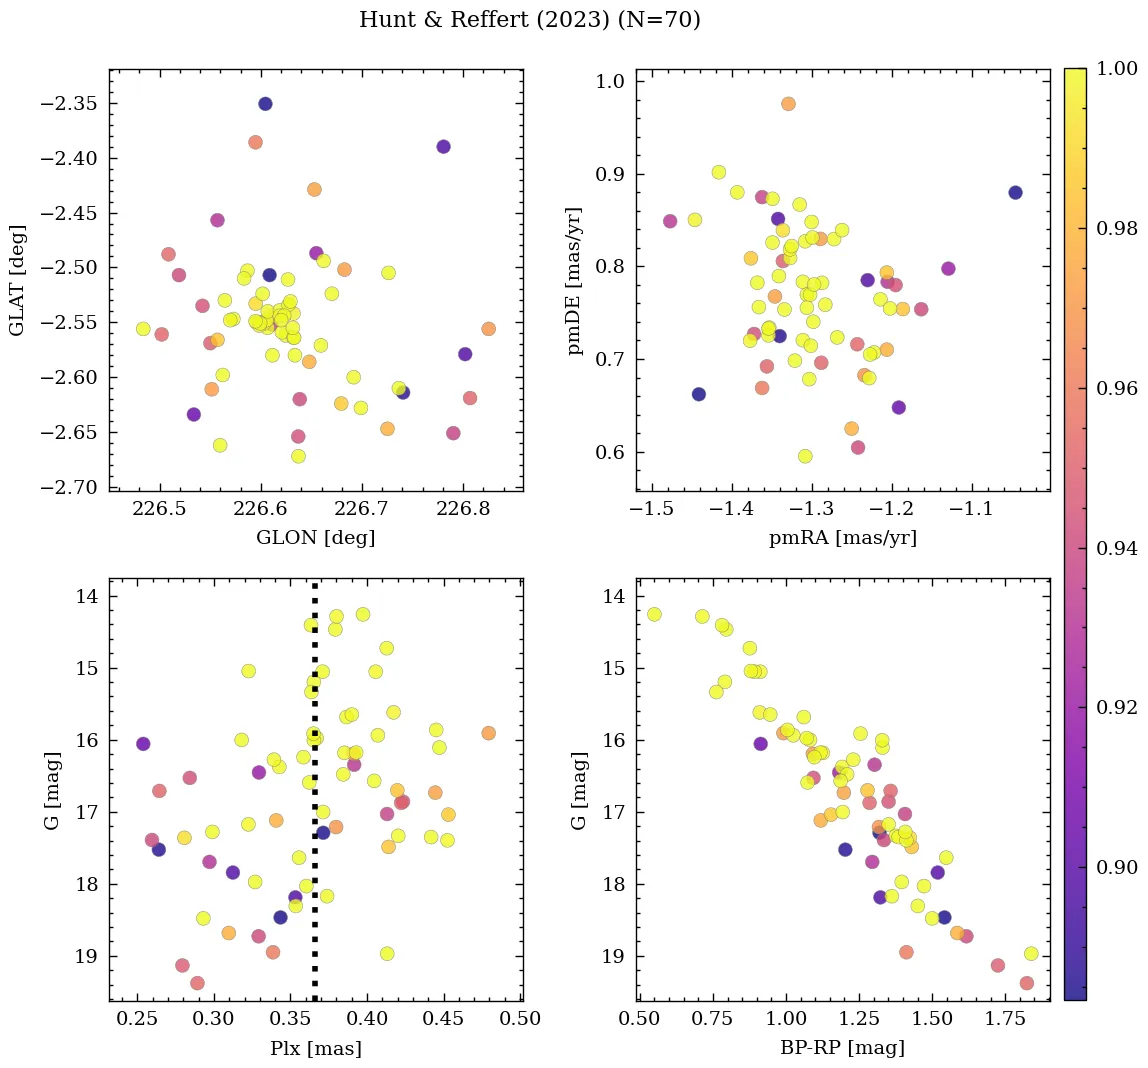 Hunt & Reffert (2023) (N=70)
GLAT [deg]
−2.35
−2.40
−2.45
−2.50
−2.55
−2.60
−2.65
−2.70
226.5 226.6 226.7 226.8
GLON [deg]
pmDE [mas/yr]
1.0
0.9
0.8
0.7
0.6
−1.5 −1.4 −1.3 −1.2 −1.1
pmRA [mas/yr]
G [mag]
14
15
16
17
18
19
0.25 0.30 0.35 0.40 0.45 0.50
Plx [mas]
G [mag]
14
15
16
17
18
19
0.50 0.75 1.00 1.25 1.50 1.75
BP-RP [mag]
1.00
0.98
0.96
0.94
0.92
0.90